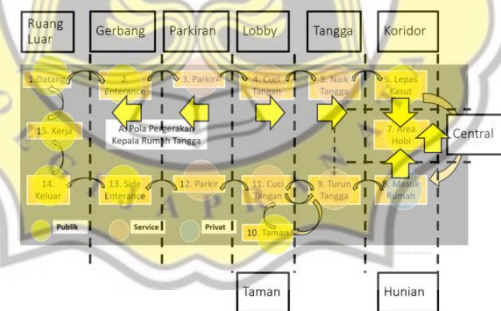 Ruang
Luar
Gerbang
Parkiran
Lobby
Tangga
Koridor
1.Datang
2.
Enterance
3. Parkir
4. Cuci
Tangan
5. Naik
Tangga
6. Lepas
Kasut
15. Kerja
A. Pola Pergerakan
Kepala Rumah Tangga
7. Area
Hobi
Central
14.
Keluar
13. Side
Enterance
12. Parkir
11. Cuci
Tangan
9. Turun
Tangga
8. Masuk
Rumah
Publik
Service
Privat
10. Taman
Taman
Hunian